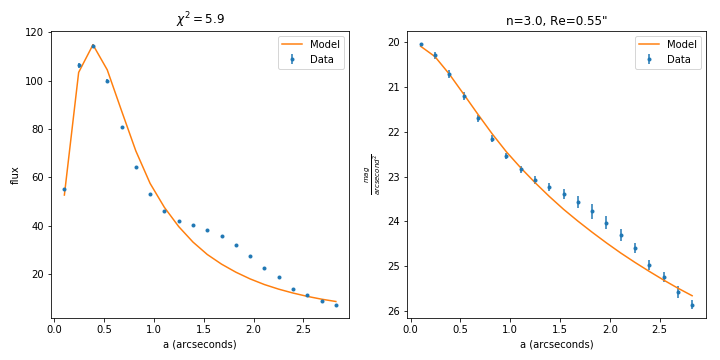 χ² = 5.9
Model
Data
flux
120
100
80
60
40
20
0.0 0.5 1.0 1.5 2.0 2.5
a (arcseconds)
n=3.0, Re=0.55"
Model
Data
mag
arcsecond²
20
21
22
23
24
25
26
0.0 0.5 1.0 1.5 2.0 2.5
a (arcseconds)